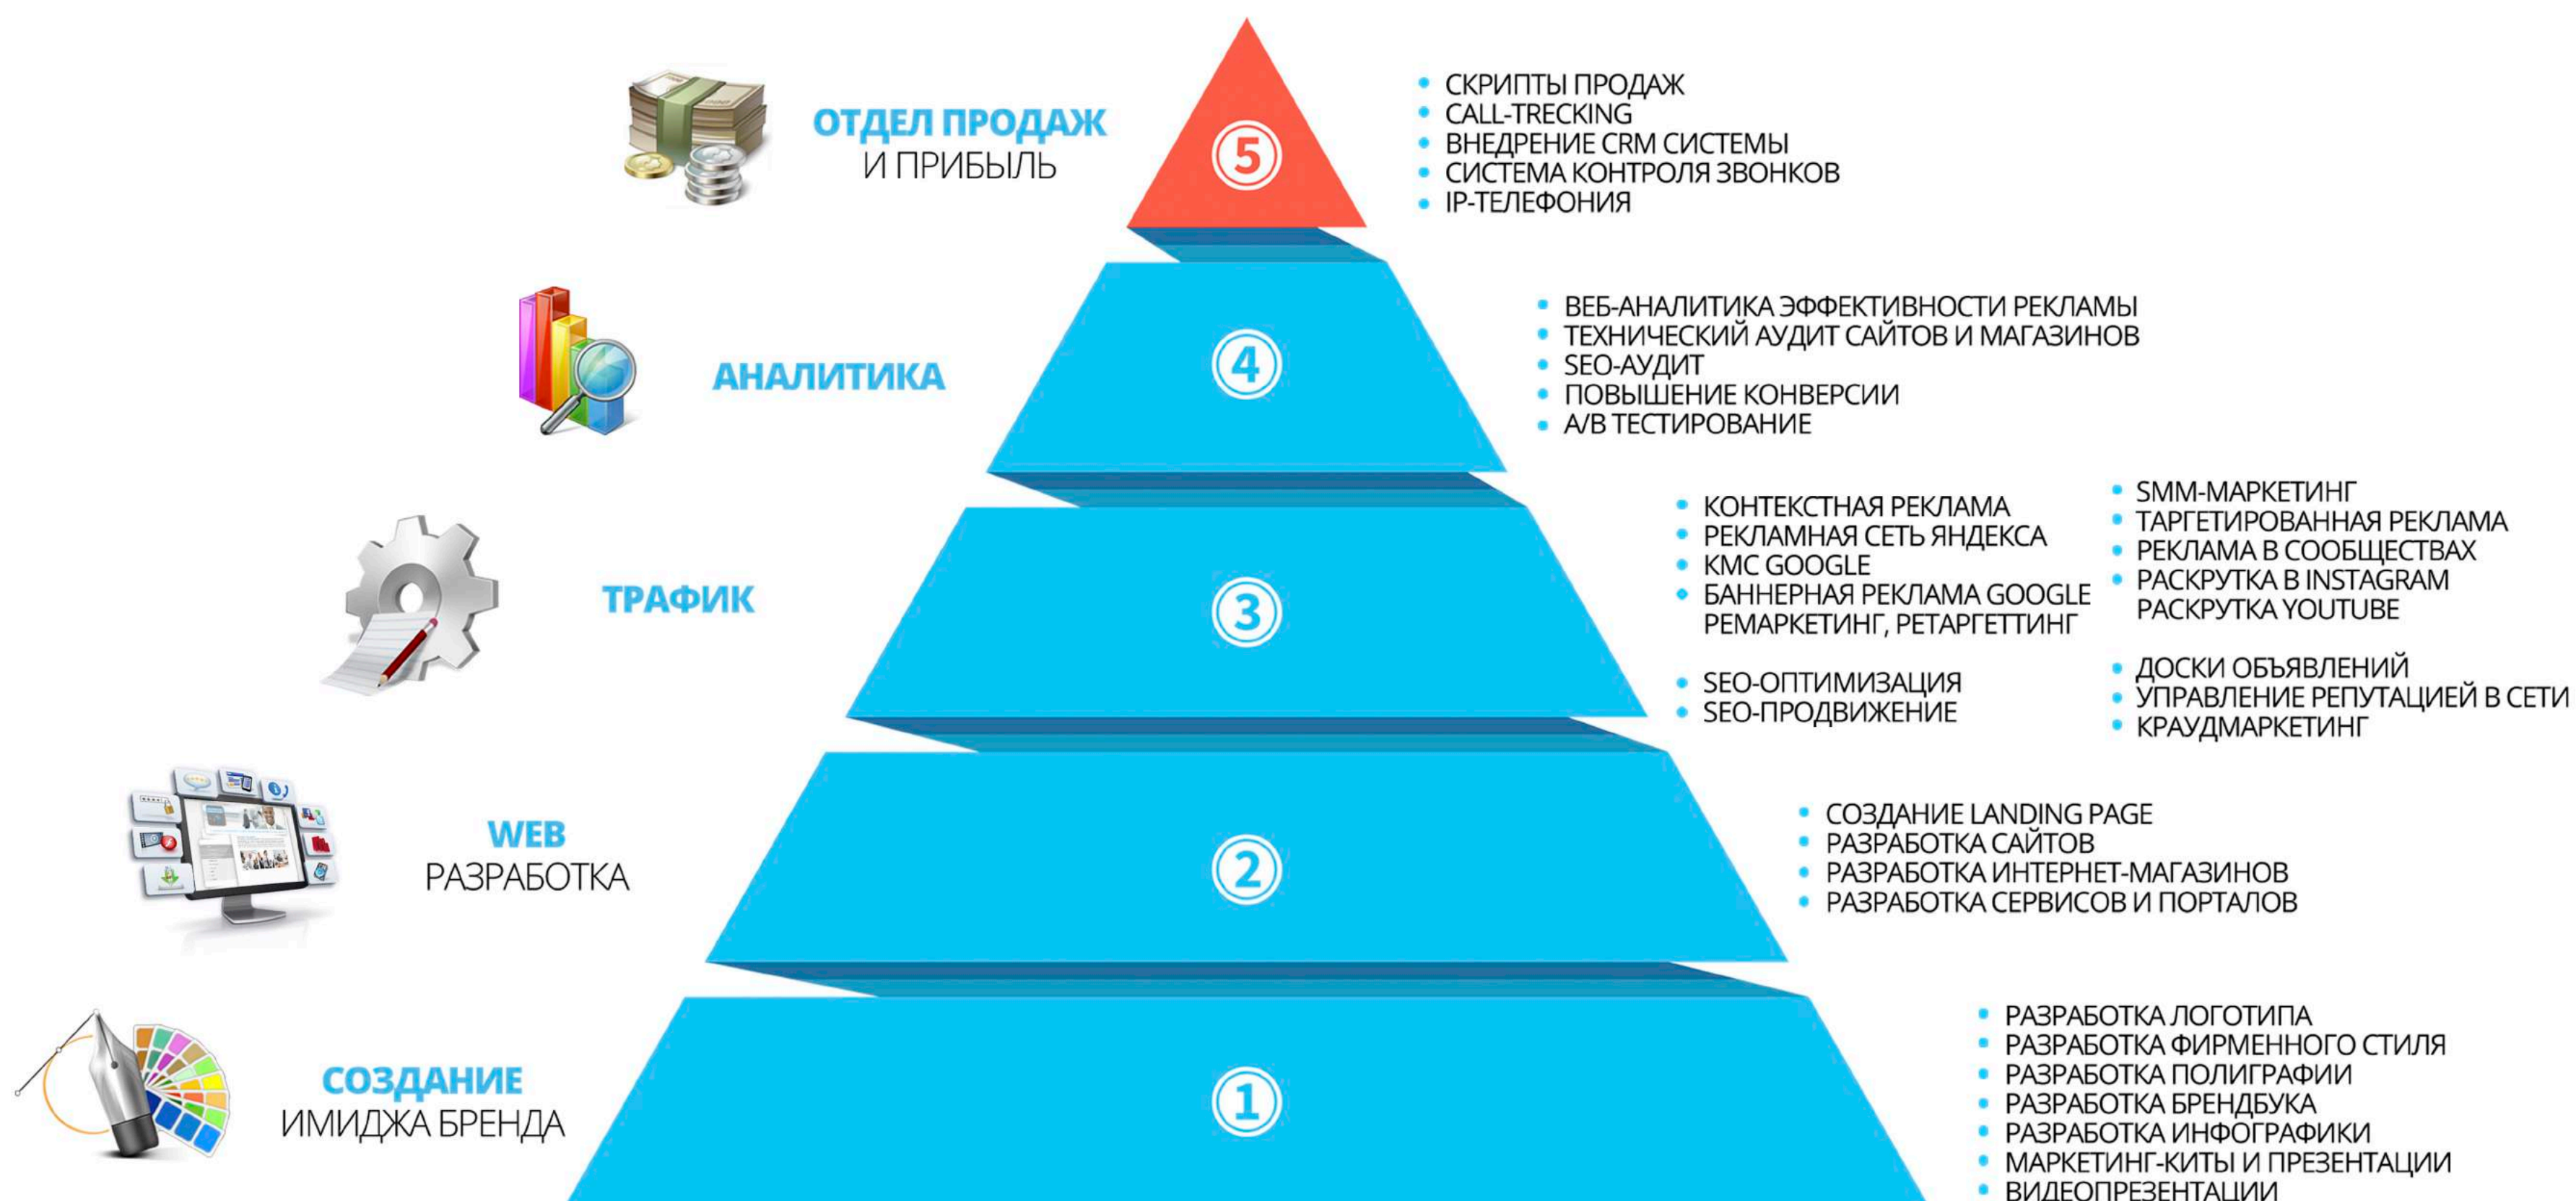 ОТДЕЛ ПРОДАЖ
И ПРИБЫЛЬ
5
СКРИПТЫ ПРОДАЖ
CALL-TRECKING
ВНЕДРЕНИЕ CRM СИСТЕМЫ
СИСТЕМА КОНТРОЛЯ ЗВОНКОВ
IP-ТЕЛЕФОНИЯ
АНАЛИТИКА
4
ВЕБ-АНАЛИТИКА ЭФФЕКТИВНОСТИ РЕКЛАМЫ
ТЕХНИЧЕСКИЙ АУДИТ САЙТОВ И МАГАЗИНОВ
SEO-АУДИТ
ПОВЫШЕНИЕ КОНВЕРСИИ
A/B ТЕСТИРОВАНИЕ
ТРАФИК
3
КОНТЕКСТНАЯ РЕКЛАМА
РЕКЛАМНАЯ СЕТЬ ЯНДЕКСА
КМС GOOGLE
БАННЕРНАЯ РЕКЛАМА GOOGLE
РЕМАРКЕТИНГ, РЕТАРГЕТТИНГ
SEO-ОПТИМИЗАЦИЯ
SEO-ПРОДВИЖЕНИЕ
SMM-МАРКЕТИНГ
ТАРГЕТИРОВАННАЯ РЕКЛАМА
РЕКЛАМА В СООБЩЕСТВАХ
РАСКРУТКА В INSTAGRAM
РАСКРУТКА YOUTUBE
ДОСКИ ОБЪЯВЛЕНИЙ
УПРАВЛЕНИЕ РЕПУТАЦИЕЙ В СЕТИ
КРАУДМАРКЕТИНГ
WEB
РАЗРАБОТКА
2
СОЗДАНИЕ LANDING PAGE
РАЗРАБОТКА САЙТОВ
РАЗРАБОТКА ИНТЕРНЕТ-МАГАЗИНОВ
РАЗРАБОТКА СЕРВИСОВ И ПОРТАЛОВ
СОЗДАНИЕ
ИМИДЖА БРЕНДА
1
РАЗРАБОТКА ЛОГОТИПА
РАЗРАБОТКА ФИРМЕННОГО СТИЛЯ
РАЗРАБОТКА ПОЛИГРАФИИ
РАЗРАБОТКА БРЕНДБУКА
РАЗРАБОТКА ИНФОГРАФИКИ
МАРКЕТИНГ-КИТЫ И ПРЕЗЕНТАЦИИ
ВИДЕОПРЕЗЕНТАЦИИ